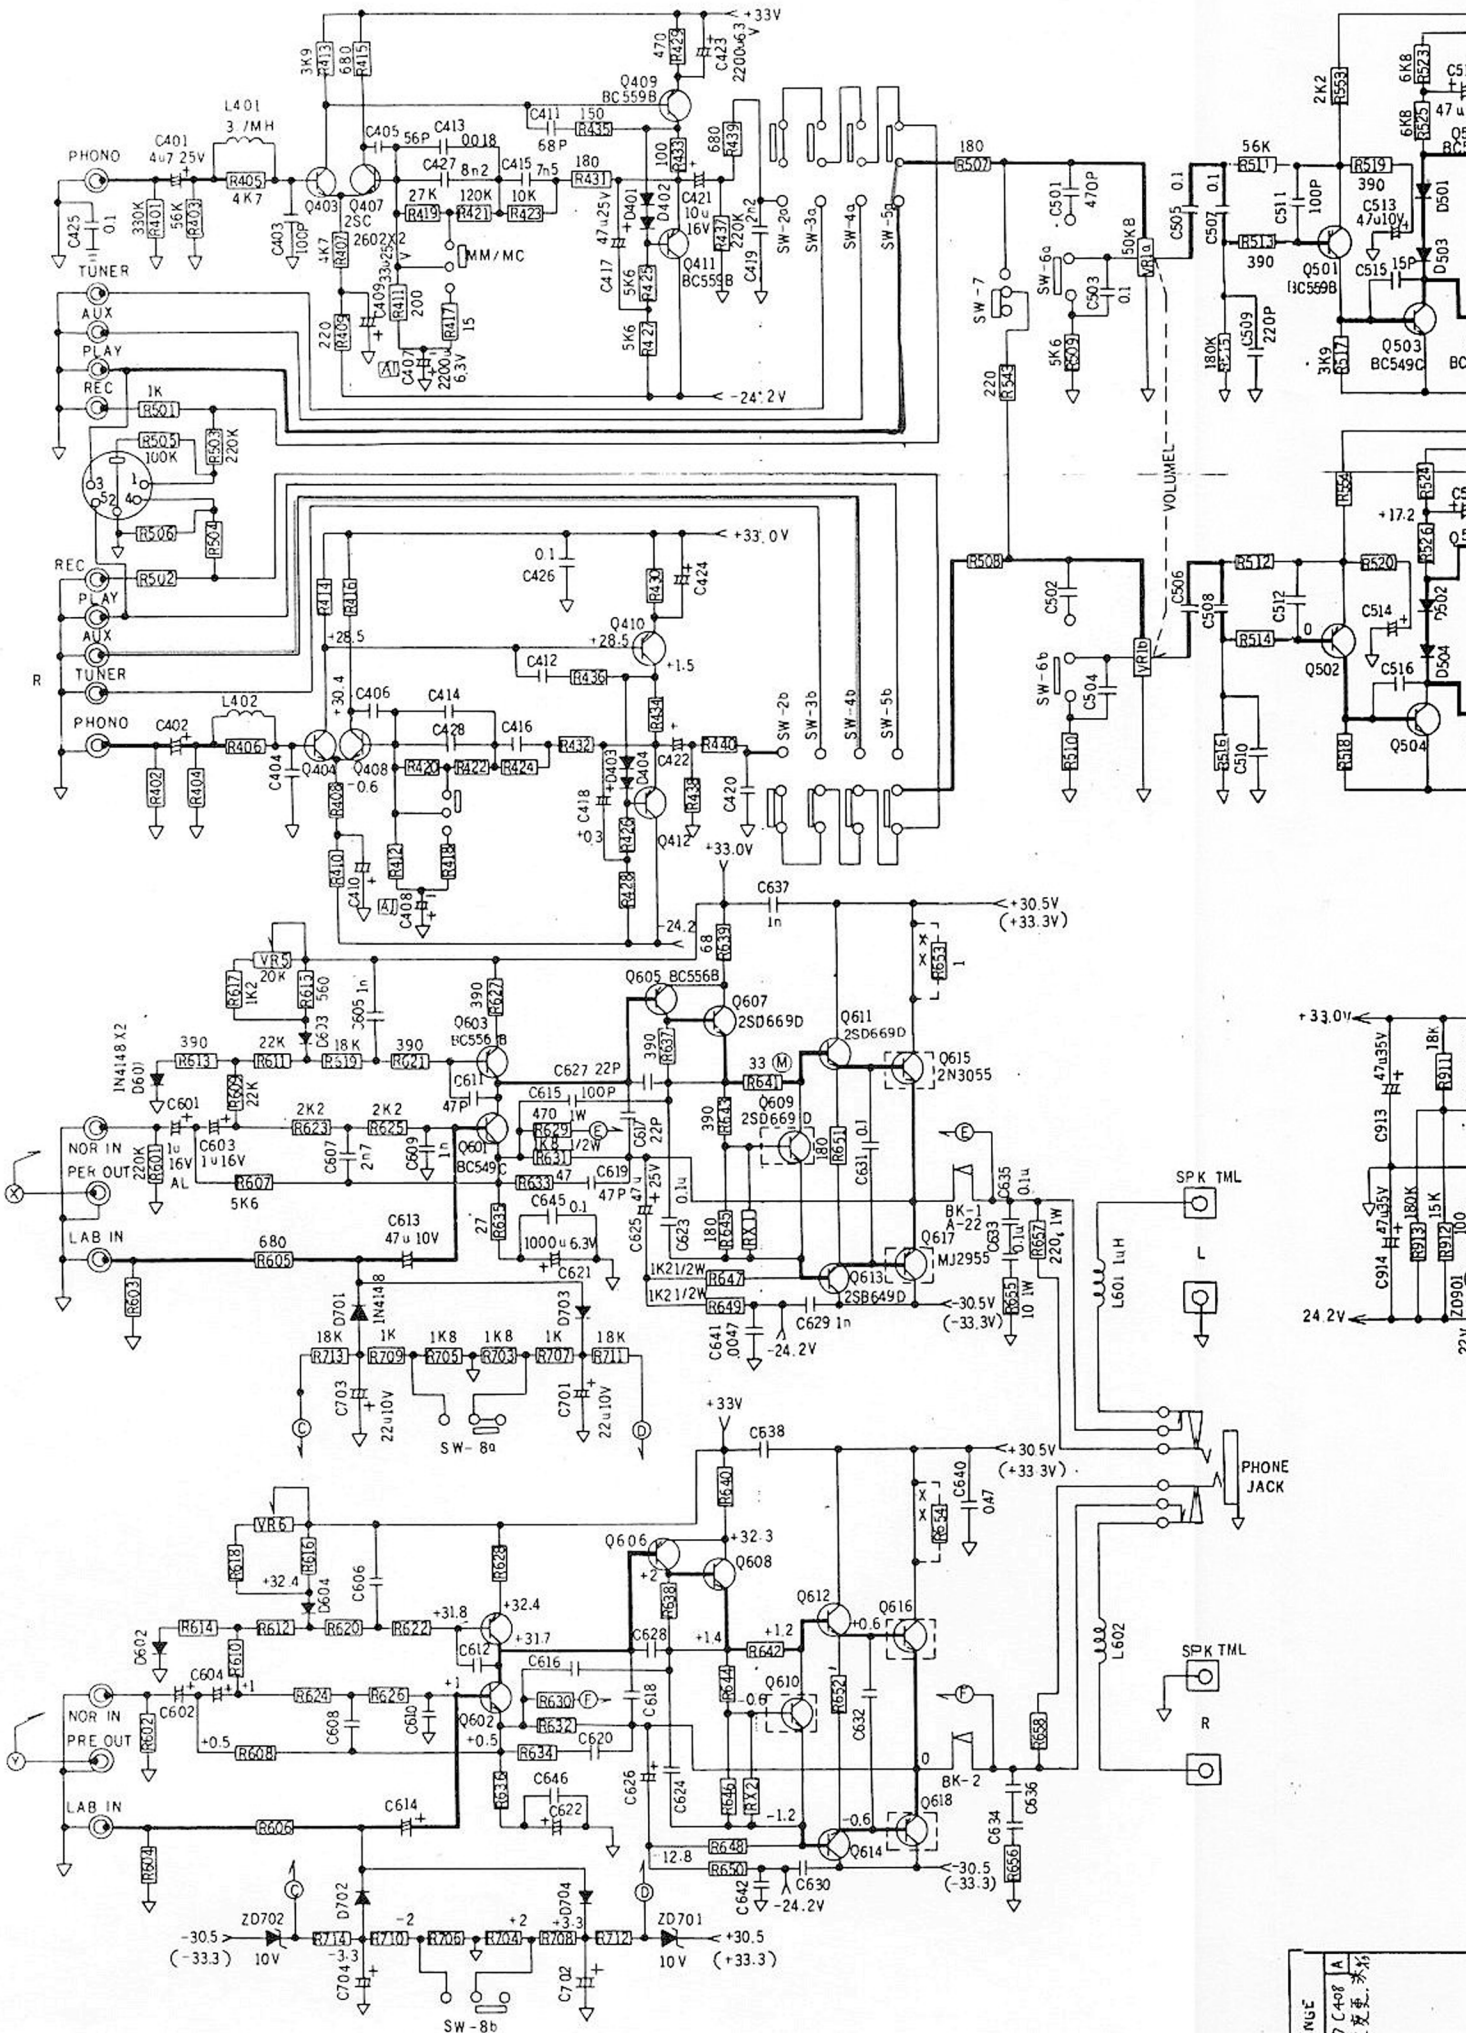 +33V
3K9
R413
680
R415
470
R429
C423
2200u6.3
V
Q409
BC559B
2K2
R553
6K8
R523
6K8
R525
47u
L401
3.7MH
C401
4u7 25V
PHONO
R405
4K7
C405
56P
C413
0.018
C427
8n2
C415
7n5
C411
68P
150
R435
180
R431
100
R433
680
R439
C425
0.1
330K
R401
56K
R403
C403
100P
Q403
Q407
2SC
2602X2
27K
R419
120K
R421
10K
R423
47u25V
D401
D402
C421
10u
16V
R437
220K
2n2
C419
SW-2a
SW-3a
SW-4a
SW-5a
180
R507
C501
470P
50KB
VR1a
C505
0.1
C507
0.1
56K
R511
C511
100P
R519
390
C513
47u10V
D501
D503
R513
390
Q501
BC559B
C515
15P
4K7
R407
MM/MC
C417
5K6
R425
Q411
BC559B
SW-7
SW-6a
C503
0.1
TUNER
AUX
PLAY
REC
220
R409
C409
R411
200
R417
15
C407
2200u
6.3V
5K6
R427
-24.2V
220
R543
5K6
R509
180K
C509
220P
3K9
R517
Q503
BC549C
1K
R501
R505
100K
R503
220K
3
1
5
2
4
R506
R504
VOLUMEL
REC
R502
PLAY
AUX
TUNER
PHONO
R
+33.0V
0.1
C426
R414
R416
R430
C424
+28.5
+28.5
Q410
+1.5
+30.4
C412
R436
R508
C502
SW-6b
C504
VR1b
R510
C506
C508
R512
C512
R514
0
Q502
R554
R520
C514
+17.2
R524
R526
D502
D504
C516
R516
C510
R518
Q504
C402
L402
R406
R402
R404
C404
Q404
Q408
-0.6
C406
C414
C428
C416
R420
R422
R424
R432
R434
D403
D404
C422
R440
R438
C420
C418
+0.3
R426
Q412
R428
R408
R410
C410
R412
R418
C408
-24.2
SW-2b
SW-3b
SW-4b
SW-5b
+33.0V
C637
1n
+30.5V
(+33.3V)
VR5
20K
R617
1K2
R615
560
D603
C605
1n
390
R627
68
R639
Q605
BC556B
Q607
2SD669D
Q603
BC556B
Q611
2SD669D
R653
1
Q615
2N3055
1N4148X2
D601
390
R613
22K
R611
R609
22K
18K
R619
390
R621
C611
47P
C627
22P
C615
100P
390
R637
33
M
R641
Q609
2SD669D
390
R643
C601
1u
16V
AL
C603
1u16V
2K2
R623
2K2
R625
C607
2n7
C609
1n
Q601
BC549C
470
1W
R629
E
1K8
1/2W
R631
47
R633
C619
47P
C617
22P
180
R651
C631
0.1
NOR IN
PER OUT
LAB IN
X
220K
R601
R607
5K6
27
R635
C645
0.1
1000u6.3V
C621
C625
47u
25V
0.1u
C623
180
R645
RX1
1K21/2W
R647
1K21/2W
R649
C641
.0047
C629
1n
-24.2V
Q613
2SB649D
Q617
MJ2955
-30.5V
(-33.3V)
E
BK-1
A-22
C635
0.1u
C633
0.1u
R657
220,1W
R655
10 1W
SPK TML
L
L601 1uH
680
R605
C613
47u10V
R603
D701
1N4148
D703
18K
R713
1K
R709
1K8
R705
1K8
R703
1K
R707
18K
R711
C703
22u10V
C701
22u10V
C
D
SW-8a
+33.0V
47u35V
C913
18K
R911
C914
47u35V
R913
180K
15K
R912
100
24.2V
ZD901
22V
+33V
C638
+30.5V
(+33.3V)
R640
R654
C640
.047
PHONE
JACK
VR6
R618
R616
+32.4
D604
C606
R628
Q606
+2
+32.3
Q608
R638
Q612
+0.6
Q616
D602
R614
R612
R610
R620
R622
+31.8
+32.4
C612
+31.7
C616
C628
+1.4
+1.2
R642
R644
-0.6
Q610
R652
C632
C604
+1
C602
R624
R626
C608
C610
+1
Q602
+0.5
R630
F
R632
R634
C620
C618
L602
SPK TML
R
NOR IN
PRE OUT
LAB IN
Y
R602
+0.5
R608
R636
C646
C622
C626
C624
R646
RX2
-1.2
0
F
BK-2
C636
C634
R658
R656
R606
C614
R604
-12.8
R648
R650
C642
C630
-24.2V
Q614
-0.6
Q618
-30.5
(-33.3)
C
D702
D704
D
ZD702
10V
-30.5
(-33.3)
R714
-3.3
-2
R710
R706
+2
R704
+3.3
R708
R712
ZD701
10V
+30.5
(+33.3)
C704
C702
SW-8b
NGE
C408
A